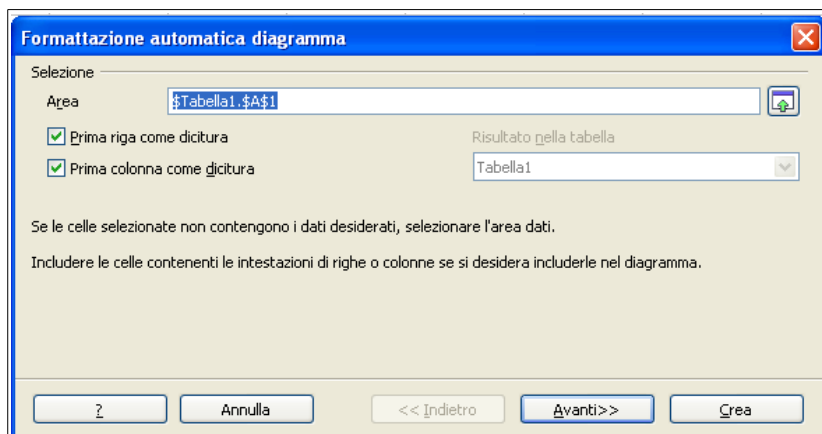 Formattazione automatica diagramma
Selezione
Area $Tabella1.$A$1
Prima riga come dicitura Risultato nella tabella
Prima colonna come dicitura Tabella1
Se le celle selezionate non contengono i dati desiderati, selezionare l'area dati.
Includere le celle contenenti le intestazioni di righe o colonne se si desidera includerle nel diagramma.
? Annulla << Indietro Avanti>> Crea